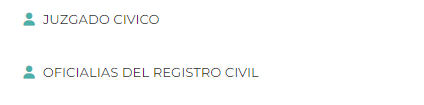 JUZGADO CIVICO
OFICIALIAS DEL REGISTRO CIVIL